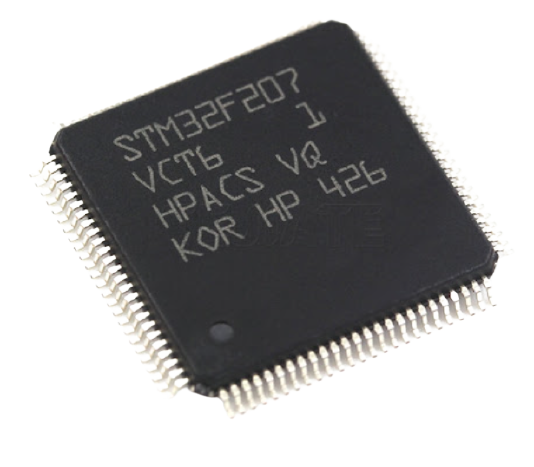 STM32F207
VCT6 1
HPACS VQ
KOR HP 426